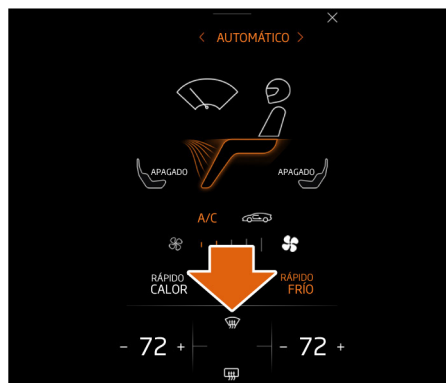 < AUTOMÁTICO >
APAGADO
APAGADO
A/C
RÁPIDO
CALOR
RÁPIDO
FRÍO
- 72 +
- 72 +